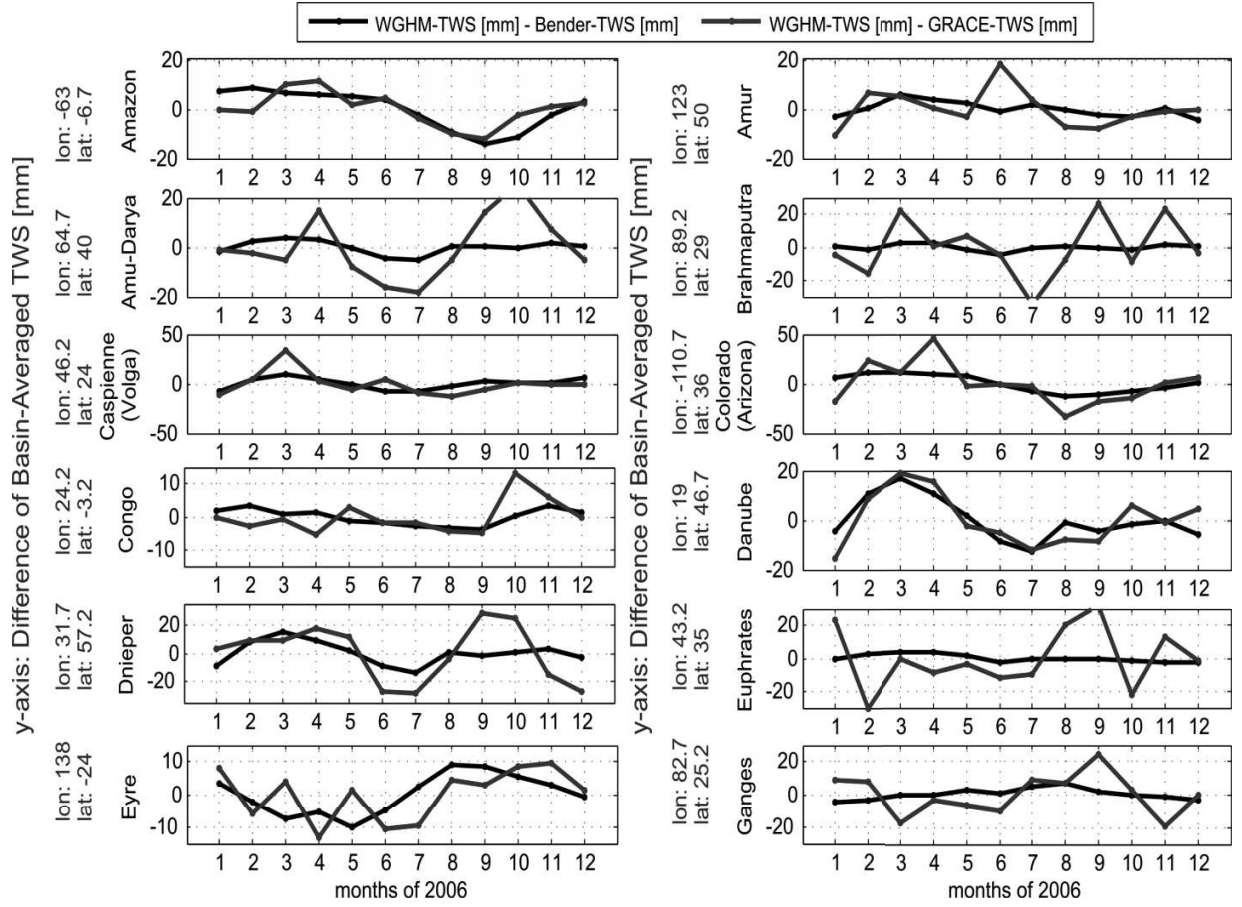 WGHM-TWS [mm] - Bender-TWS [mm]
WGHM-TWS [mm] - GRACE-TWS [mm]
y-axis: Difference of Basin-Averaged TWS [mm]
lon: -63
lat: -6.7
Amazon
20
0
-20
1 2 3 4 5 6 7 8 9 10 11 12
lon: 64.7
lat: 40
Amu-Darya
20
0
-20
1 2 3 4 5 6 7 8 9 10 11 12
lon: 46.2
lat: 24
Caspienne
(Volga)
50
0
-50
1 2 3 4 5 6 7 8 9 10 11 12
lon: 24.2
lat: -3.2
Congo
10
0
-10
1 2 3 4 5 6 7 8 9 10 11 12
lon: 31.7
lat: 57.2
Dnieper
20
0
-20
1 2 3 4 5 6 7 8 9 10 11 12
lon: 138
lat: -24
Eyre
10
0
-10
1 2 3 4 5 6 7 8 9 10 11 12
months of 2006
y-axis: Difference of Basin-Averaged TWS [mm]
lon: 123
lat: 50
Amur
20
0
-20
1 2 3 4 5 6 7 8 9 10 11 12
lon: 89.2
lat: 29
Brahmaputra
20
0
-20
1 2 3 4 5 6 7 8 9 10 11 12
lon: -110.7
lat: 36
Colorado
(Arizona)
50
0
-50
1 2 3 4 5 6 7 8 9 10 11 12
lon: 19
lat: 46.7
Danube
20
0
-20
1 2 3 4 5 6 7 8 9 10 11 12
lon: 43.2
lat: 35
Euphrates
20
0
-20
1 2 3 4 5 6 7 8 9 10 11 12
lon: 82.7
lat: 25.2
Ganges
20
0
-20
1 2 3 4 5 6 7 8 9 10 11 12
months of 2006